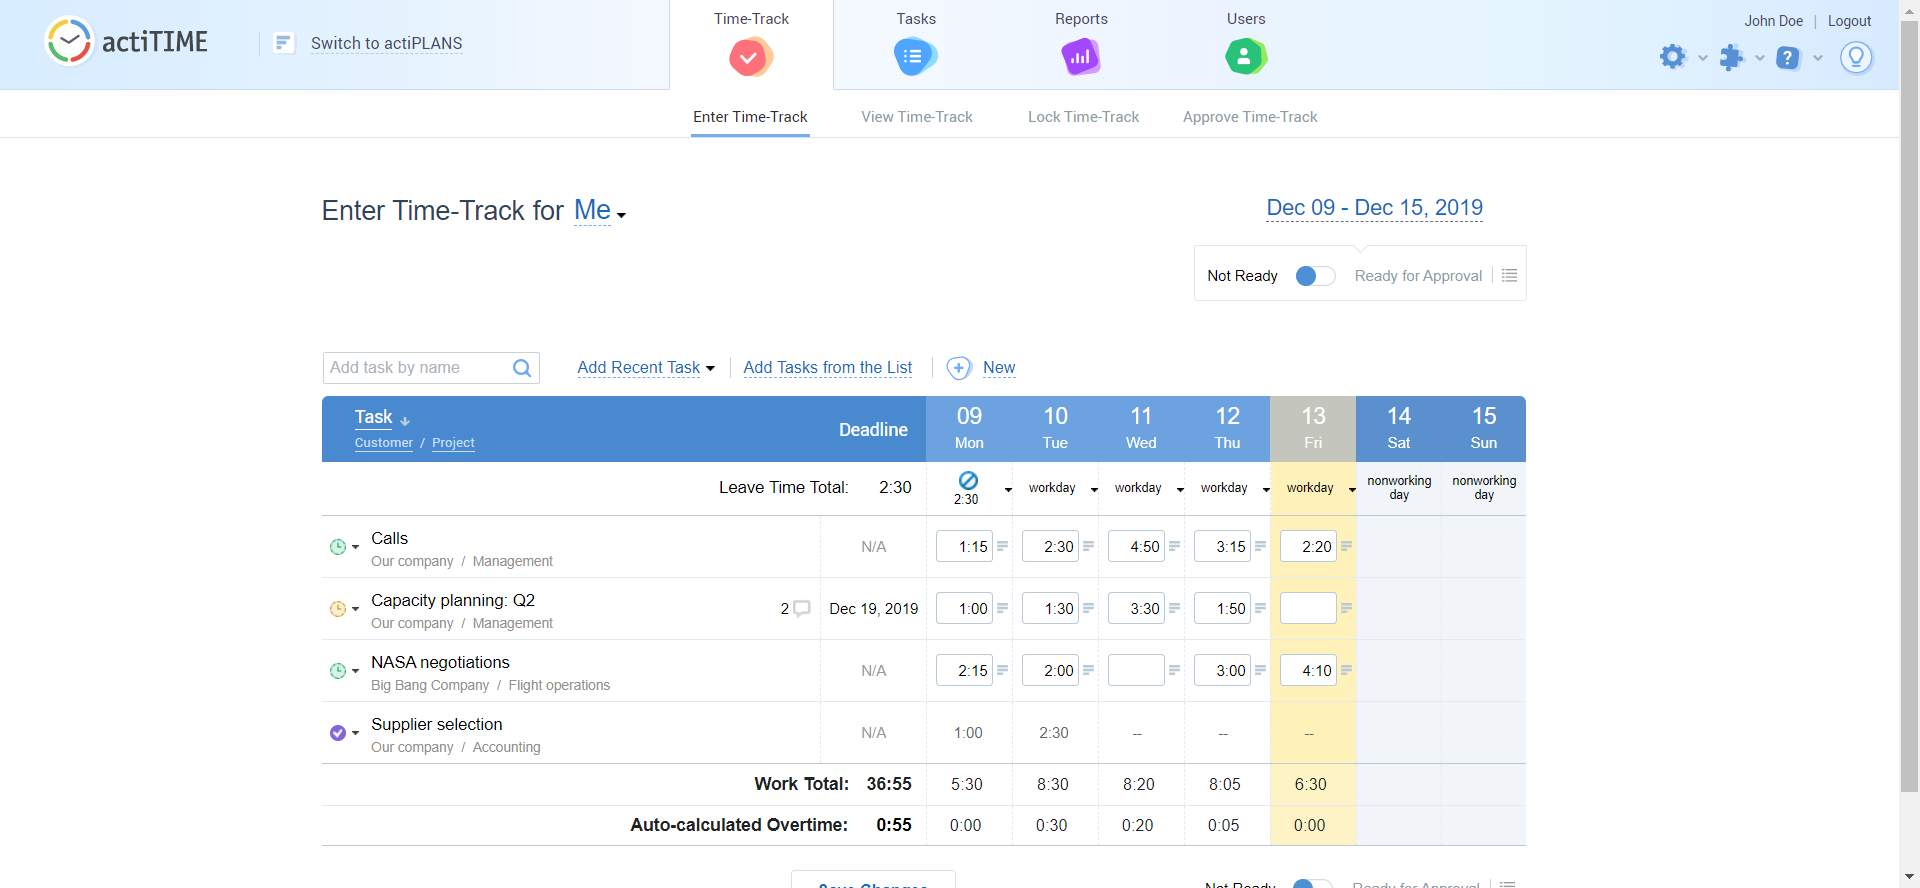 actiTIME
Switch to actiPLANS
Time-Track
Tasks
Reports
Users
John Doe | Logout
Enter Time-Track
View Time-Track
Lock Time-Track
Approve Time-Track
Enter Time-Track for Me
Dec 09 - Dec 15, 2019
Not Ready
Ready for Approval
Add task by name
Add Recent Task
Add Tasks from the List
New
Task
Customer / Project
Deadline
09 10 11 12 13 14 15
Mon Tue Wed Thu Fri Sat Sun
Leave Time Total: 2:30
2:30
workday workday workday workday
nonworking day
nonworking day
Calls
Our company / Management
N/A 1:15 2:30 4:50 3:15 2:20
Capacity planning: Q2
Our company / Management
2 Dec 19, 2019 1:00 1:30 3:30 1:50
NASA negotiations
Big Bang Company / Flight operations
N/A 2:15 2:00 3:00 4:10
Supplier selection
Our company / Accounting
N/A 1:00 2:30 -- -- --
Work Total: 36:55 5:30 8:30 8:20 8:05 6:30
Auto-calculated Overtime: 0:55 0:00 0:30 0:20 0:05 0:00
Save Changes
Not Ready
Ready for Approval